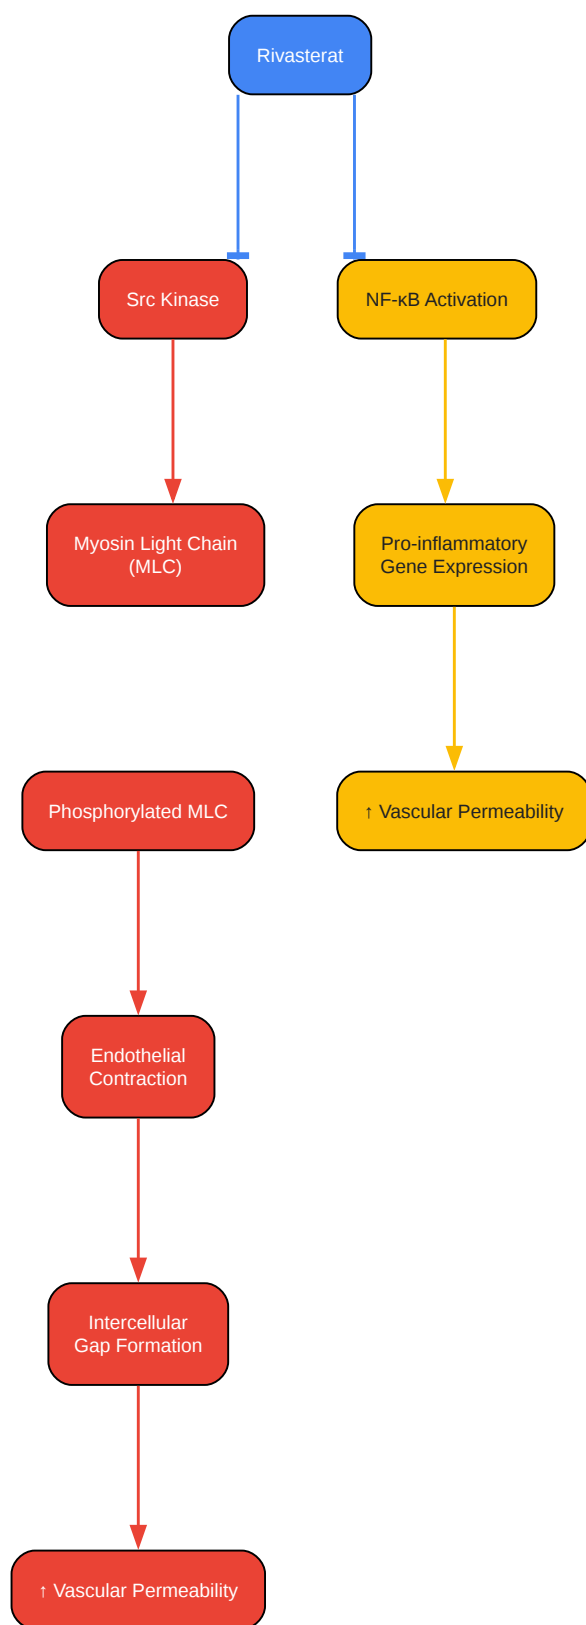 Rivasterat
Src Kinase
NF-κB Activation
Myosin Light Chain
(MLC)
Pro-inflammatory
Gene Expression
Phosphorylated MLC
↑ Vascular Permeability
Endothelial
Contraction
Intercellular
Gap Formation
↑ Vascular Permeability